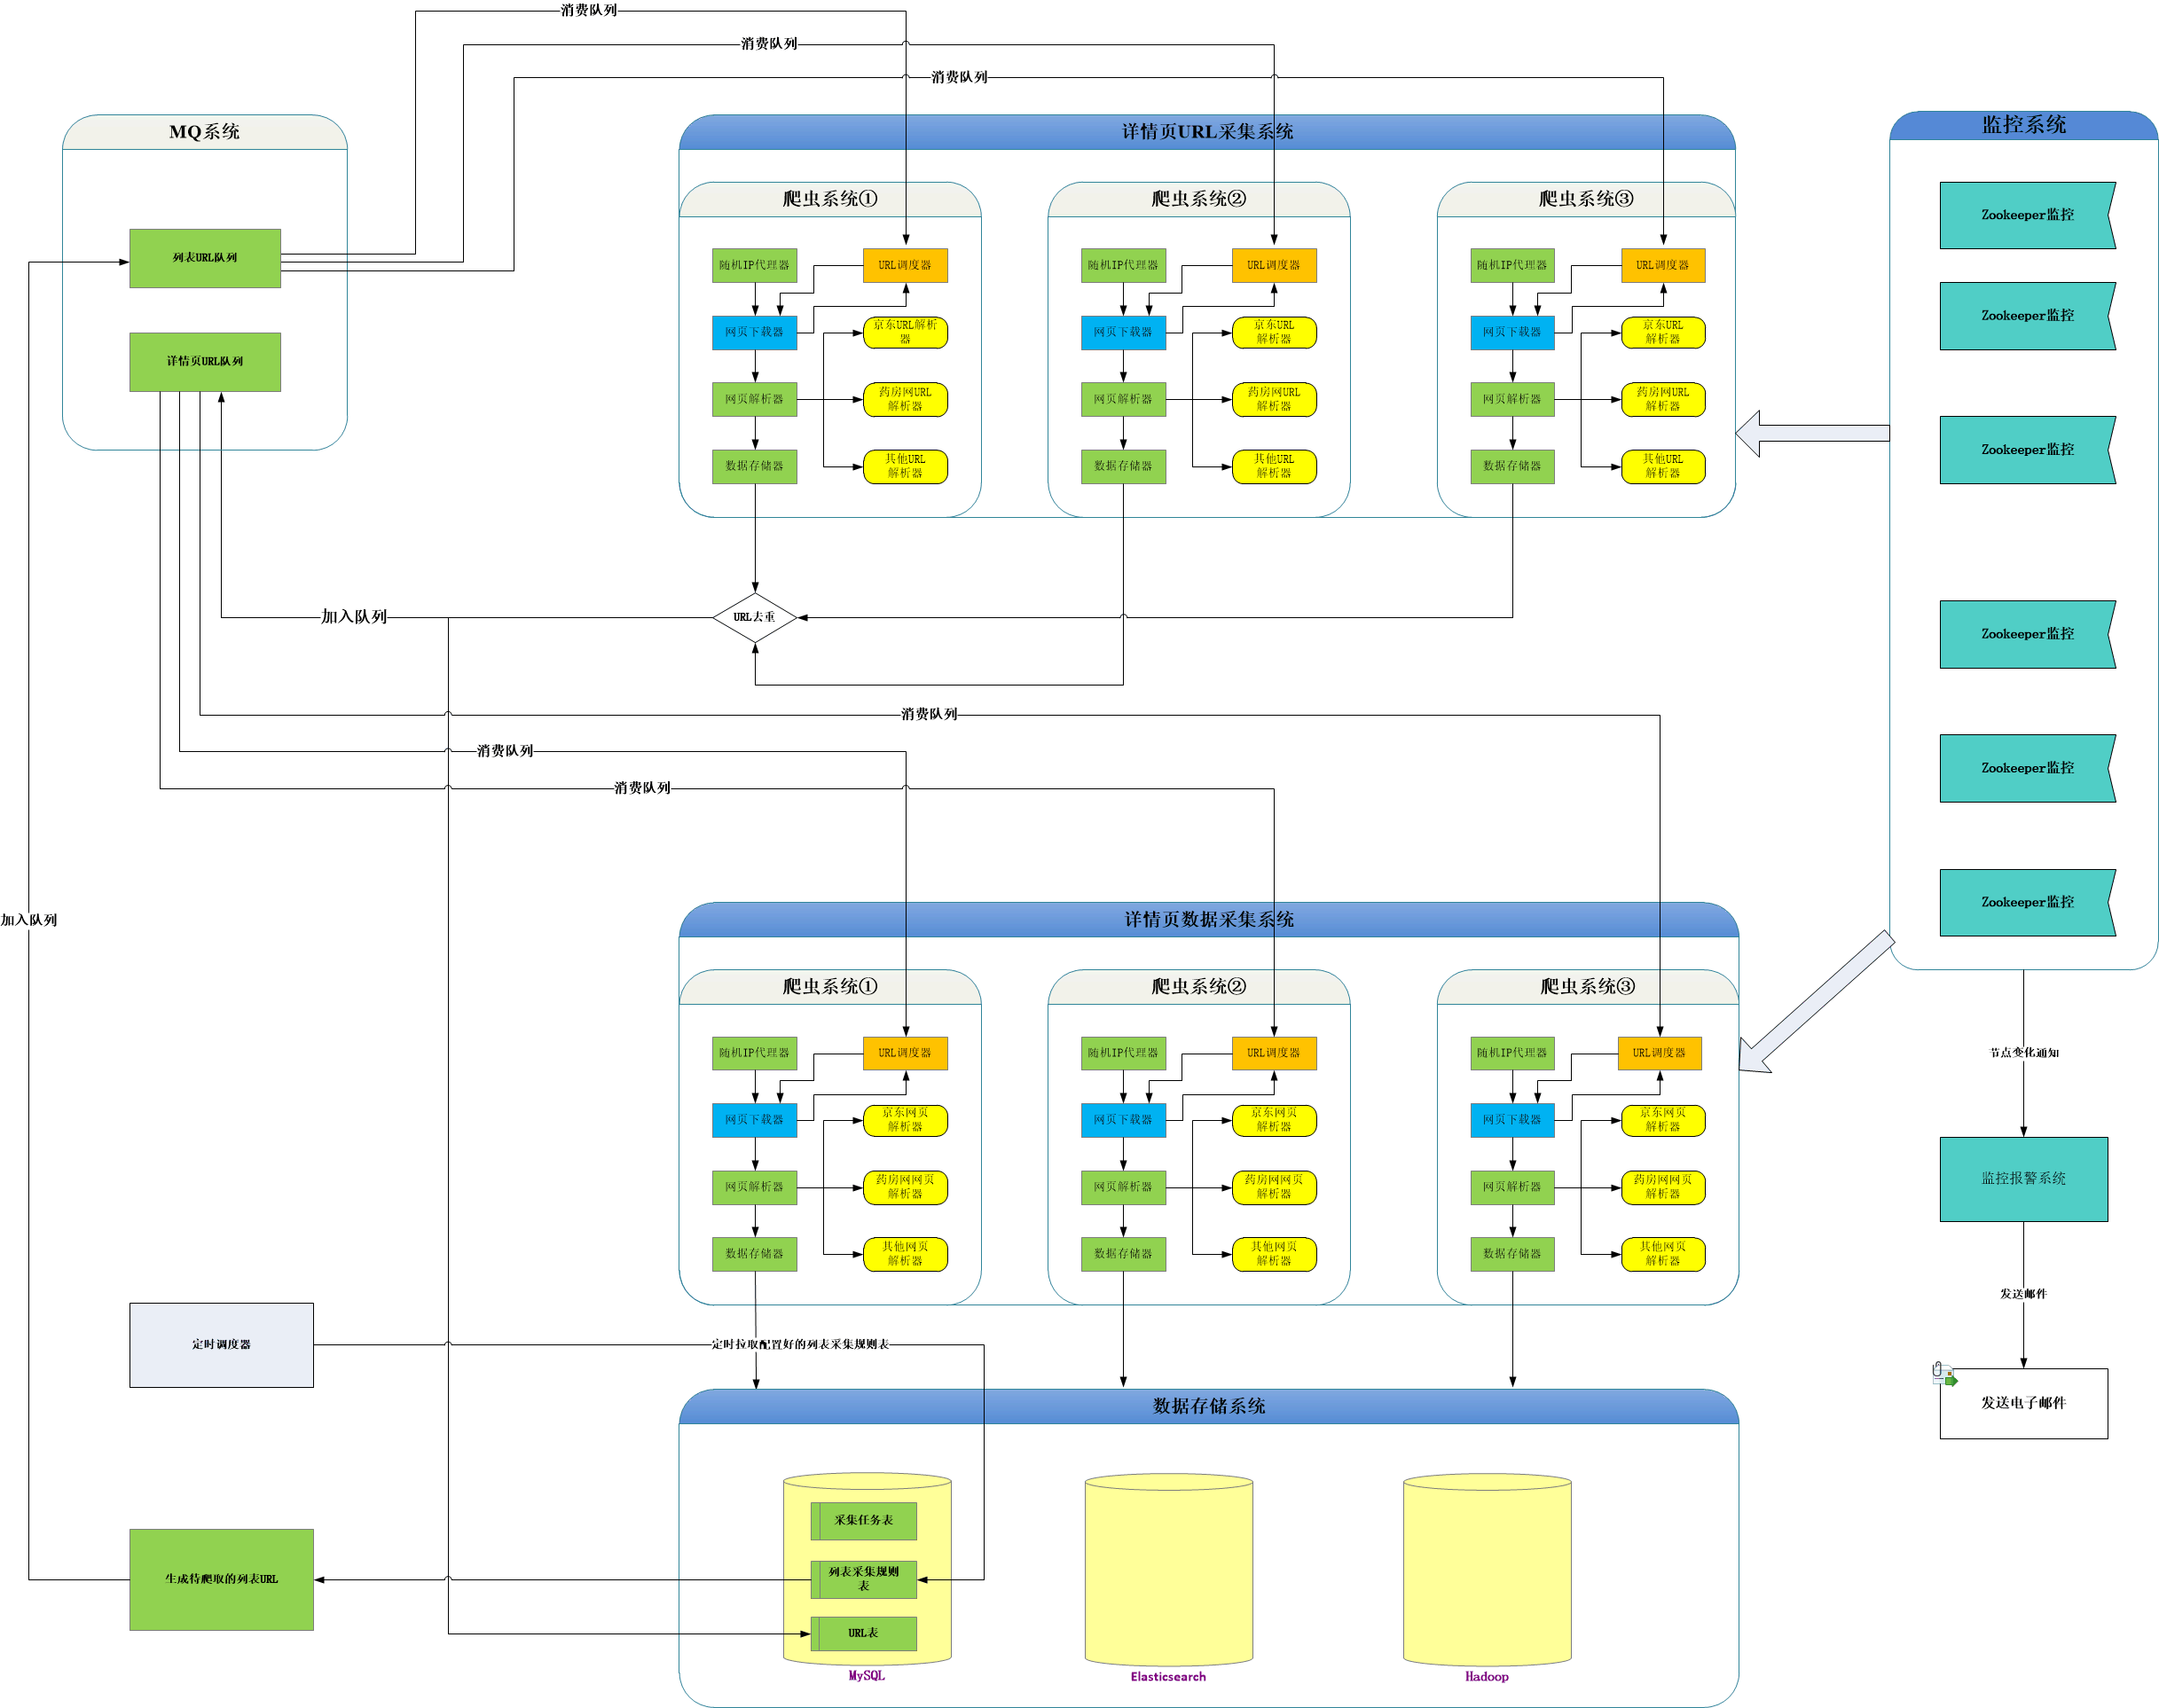 消费队列
消费队列
消费队列
MQ系统
列表URL队列
详情页URL队列
详情页URL采集系统
爬虫系统①
随机IP代理器
URL调度器
网页下载器
京东URL解析
器
网页解析器
药房网URL
解析器
数据存储器
其他URL
解析器
爬虫系统②
随机IP代理器
URL调度器
网页下载器
京东URL
解析器
网页解析器
药房网URL
解析器
数据存储器
其他URL
解析器
爬虫系统③
随机IP代理器
URL调度器
网页下载器
京东URL
解析器
网页解析器
药房网URL
解析器
数据存储器
其他URL
解析器
监控系统
Zookeeper监控
Zookeeper监控
Zookeeper监控
Zookeeper监控
Zookeeper监控
Zookeeper监控
加入队列
URL去重
消费队列
消费队列
消费队列
加入队列
详情页数据采集系统
爬虫系统①
随机IP代理器
URL调度器
网页下载器
京东网页
解析器
网页解析器
药房网网页
解析器
数据存储器
其他网页
解析器
爬虫系统②
随机IP代理器
URL调度器
网页下载器
京东网页
解析器
网页解析器
药房网网页
解析器
数据存储器
其他网页
解析器
爬虫系统③
随机IP代理器
URL调度器
网页下载器
京东网页
解析器
网页解析器
药房网网页
解析器
数据存储器
其他网页
解析器
节点变化通知
监控报警系统
发送邮件
发送电子邮件
定时调度器
定时拉取配置好的列表采集规则表
数据存储系统
采集任务表
列表采集规则
表
URL表
MySQL
Elasticsearch
Hadoop
生成待爬取的列表URL